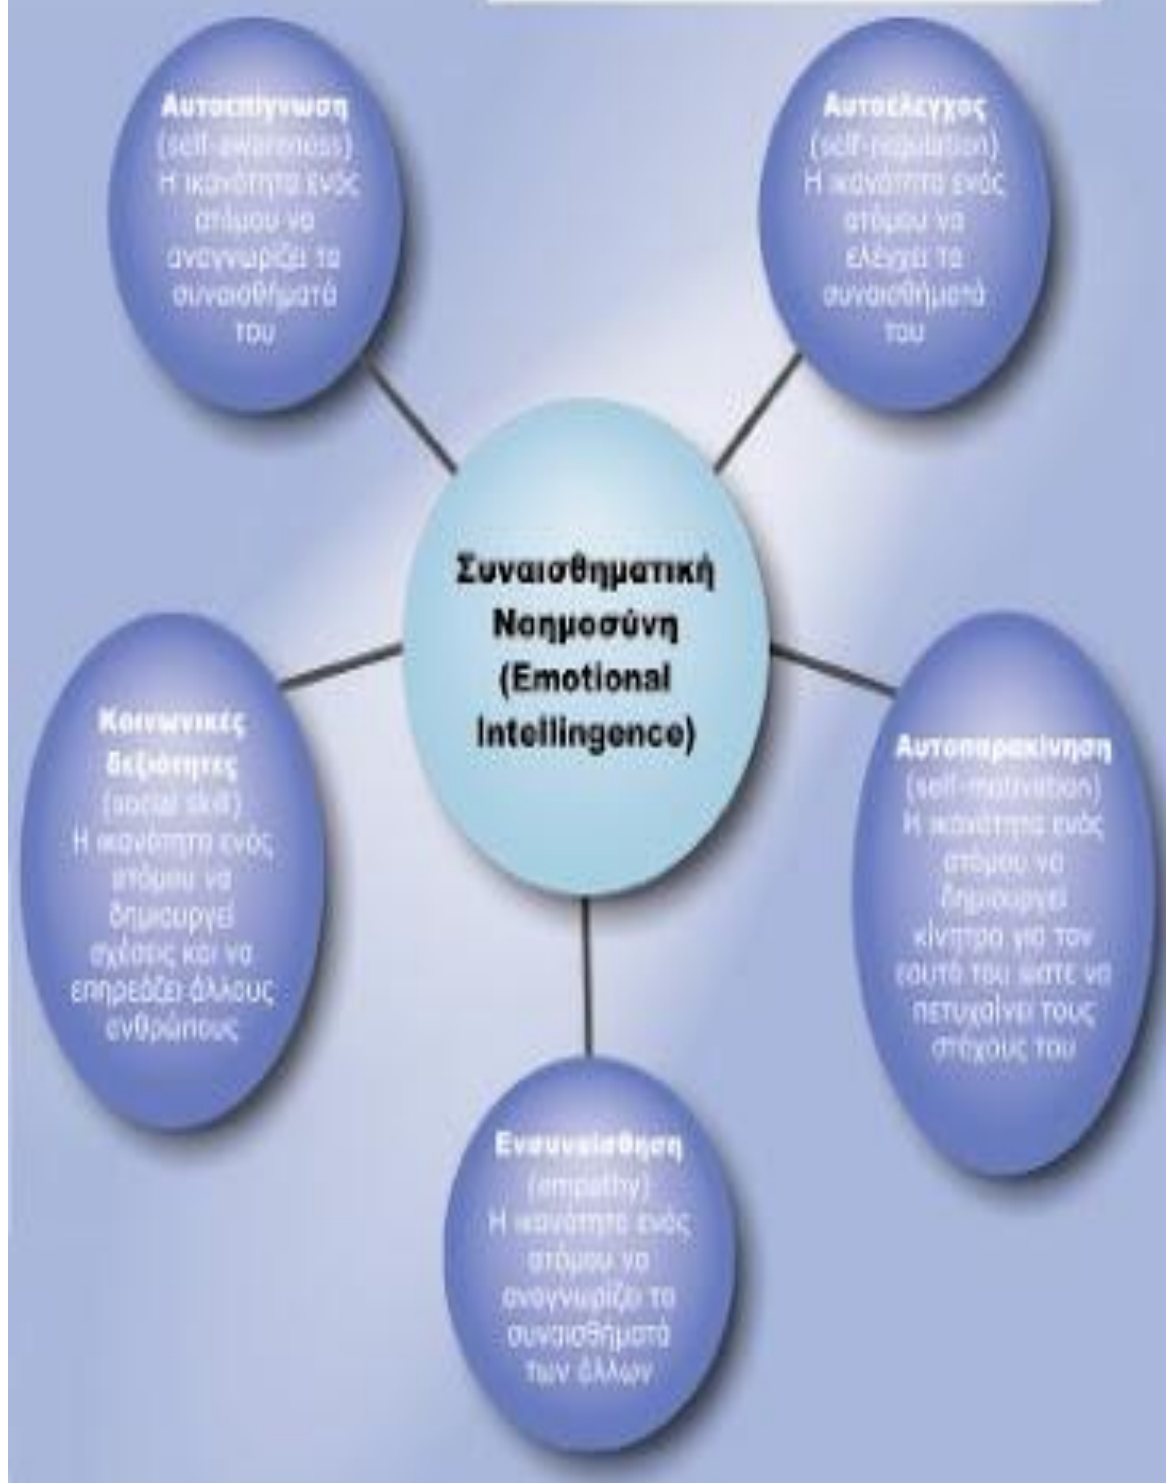 Αυτοεπίγνωση
(self-awareness)
Η ικανότητα ενός
ατόμου να
αναγνωρίζει τα
συναισθήματά
του
Αυτοέλεγχος
(self-regulation)
Η ικανότητα ενός
ατόμου να
ελέγχει τα
συναισθήματά
του
Συναισθηματική
Νοημοσύνη
(Emotional
Intellingence)
Κοινωνικές
δεξιότητες
(social skill)
Η ικανότητα ενός
ατόμου να
δημιουργεί
σχέσεις και να
επηρεάζει άλλους
ανθρώπους
Αυτοπαρακίνηση
(self-motivation)
Η ικανότητα ενός
ατόμου να
δημιουργεί
κίνητρα για τον
εαυτό του ώστε να
πετυχαίνει τους
στόχους του
Ενσυναίσθηση
(empathy)
Η ικανότητα ενός
ατόμου να
αναγνωρίζει τα
συναισθήματά
των άλλων